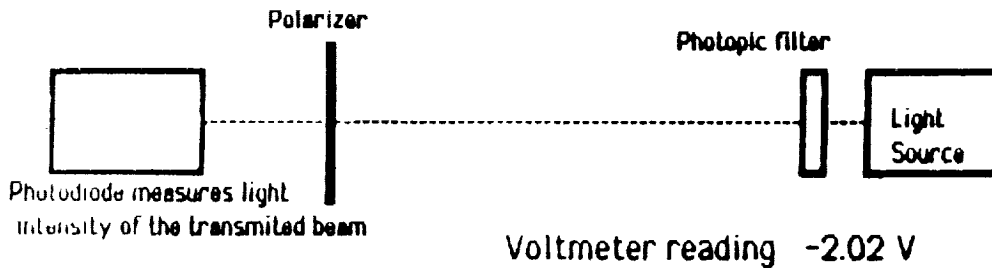 Polarizer
Photopic filter
Light
Source
Photodiode measures light
intensity of the transmited beam
Voltmeter reading -2.02 V